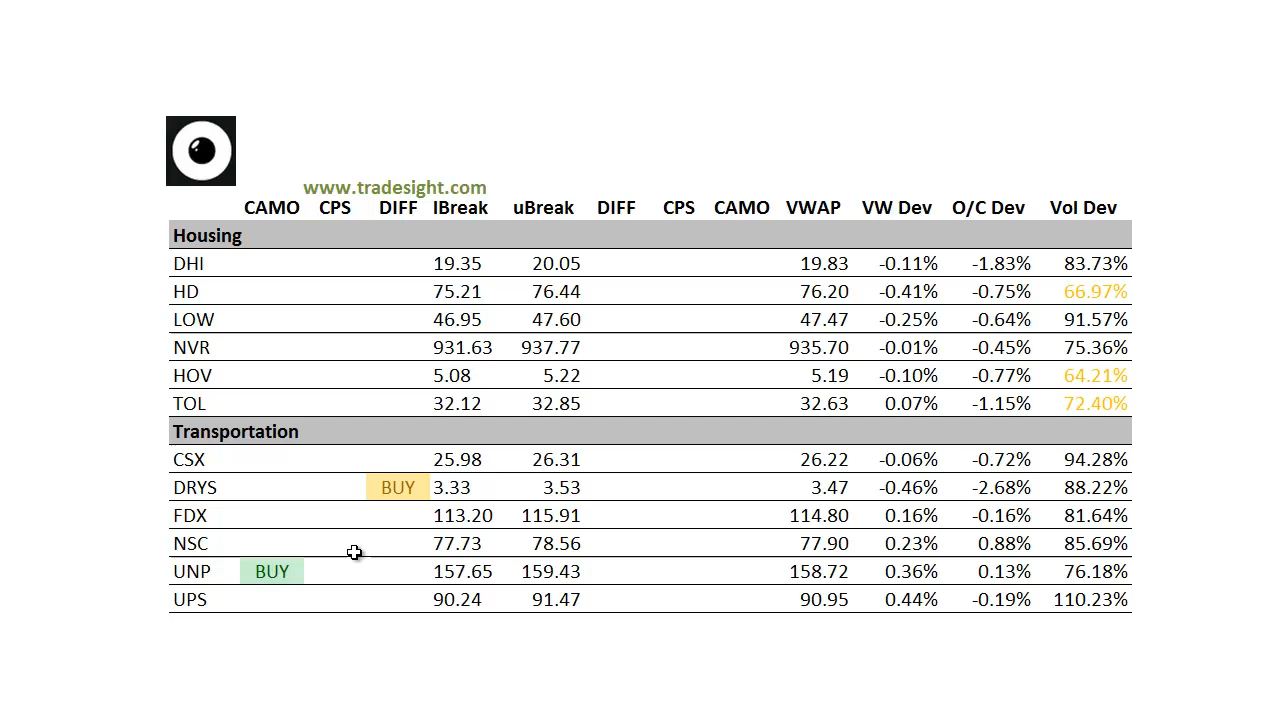 www.tradesight.com
CAMO CPS DIFF lBreak uBreak DIFF CPS CAMO VWAP VW Dev O/C Dev Vol Dev
Housing
DHI 19.35 20.05 19.83 -0.11% -1.83% 83.73%
HD 75.21 76.44 76.20 -0.41% -0.75% 66.97%
LOW 46.95 47.60 47.47 -0.25% -0.64% 91.57%
NVR 931.63 937.77 935.70 -0.01% -0.45% 75.36%
HOV 5.08 5.22 5.19 -0.10% -0.77% 64.21%
TOL 32.12 32.85 32.63 0.07% -1.15% 72.40%
Transportation
CSX 25.98 26.31 26.22 -0.06% -0.72% 94.28%
DRYS BUY 3.33 3.53 3.47 -0.46% -2.68% 88.22%
FDX 113.20 115.91 114.80 0.16% -0.16% 81.64%
NSC 77.73 78.56 77.90 0.23% 0.88% 85.69%
UNP BUY 157.65 159.43 158.72 0.36% 0.13% 76.18%
UPS 90.24 91.47 90.95 0.44% -0.19% 110.23%